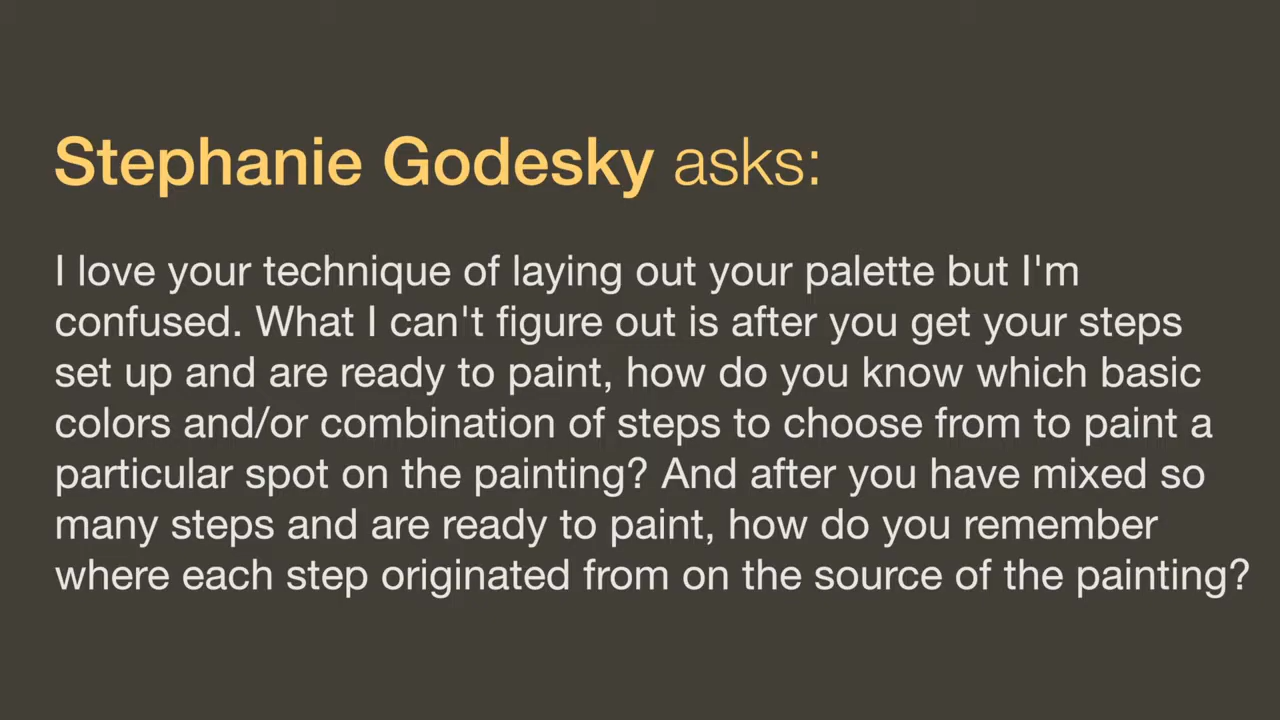 Stephanie Godesky asks:
I love your technique of laying out your palette but I'm
confused. What I can't figure out is after you get your steps
set up and are ready to paint, how do you know which basic
colors and/or combination of steps to choose from to paint a
particular spot on the painting? And after you have mixed so
many steps and are ready to paint, how do you remember
where each step originated from on the source of the painting?